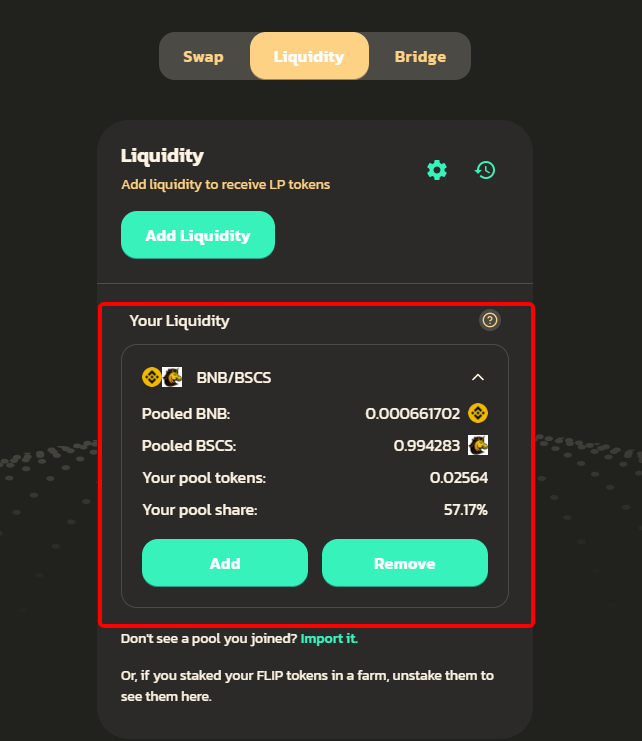 Swap
Liquidity
Bridge
Liquidity
Add liquidity to receive LP tokens
Add Liquidity
Your Liquidity
?
BNB/BSCS
Pooled BNB: 0.000661702
Pooled BSCS: 0.994283
Your pool tokens: 0.02564
Your pool share: 57.17%
Add
Remove
Don't see a pool you joined? Import it.
Or, if you staked your FLIP tokens in a farm, unstake them to
see them here.